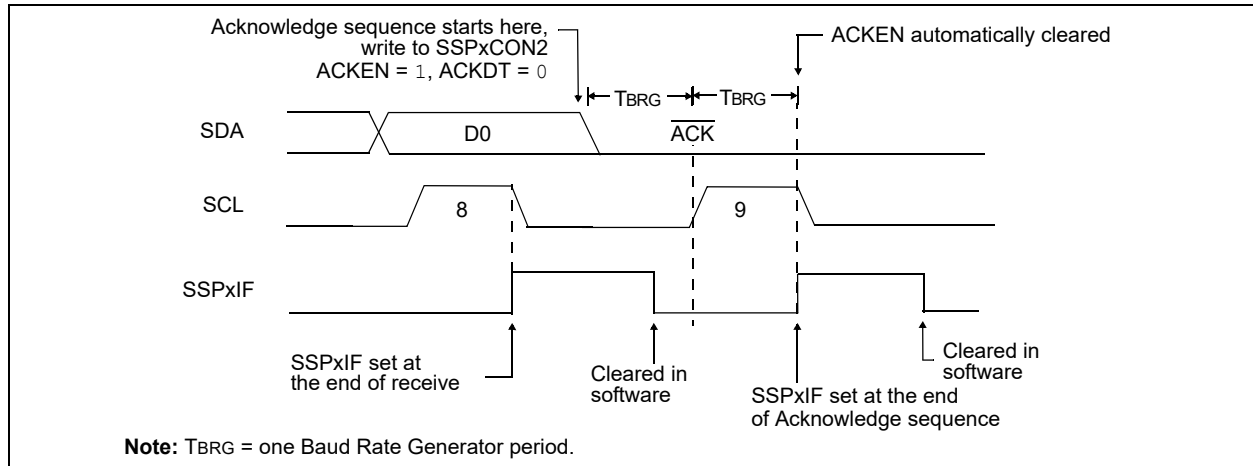 Acknowledge sequence starts here,
write to SSPxCON2
ACKEN = 1, ACKDT = 0
ACKEN automatically cleared
TBRG
TBRG
SDA
D0
ACK
SCL
8
9
SSPxIF
SSPxIF set at
the end of receive
Cleared in
software
SSPxIF set at the end
of Acknowledge sequence
Cleared in
software
Note: TBRG = one Baud Rate Generator period.